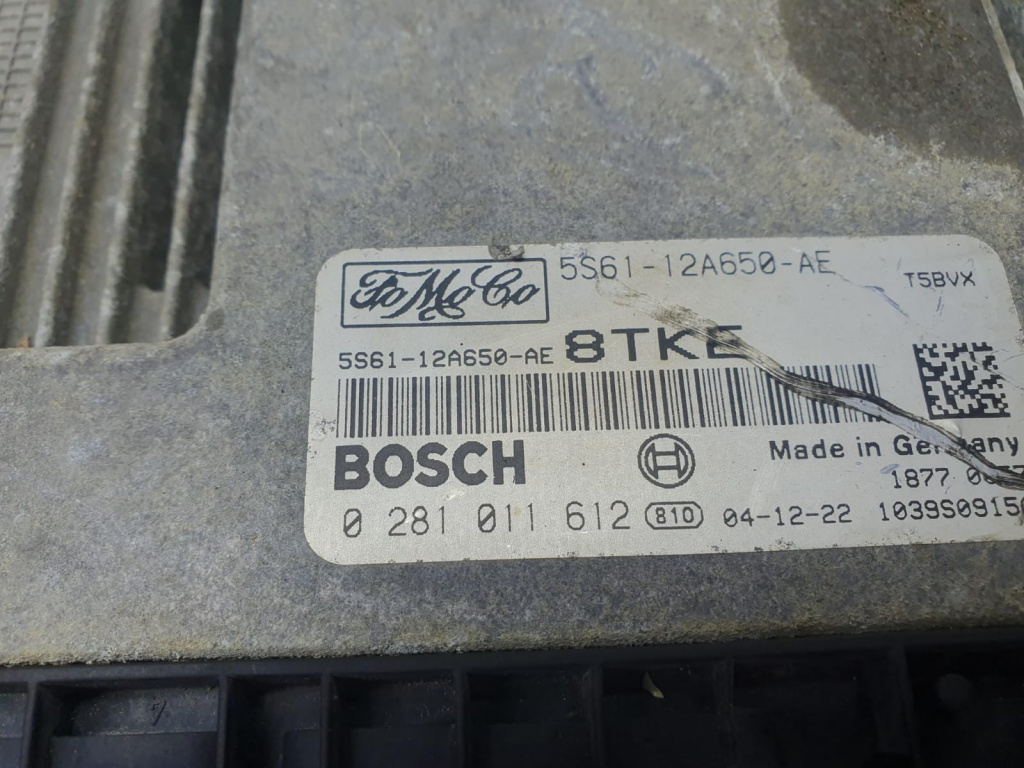 FoMoCo 5S61-12A650-AE T5BVX
5S61-12A650-AE 8TKE
BOSCH Made in Germany
1877
0 281 011 612 810 04-12-22